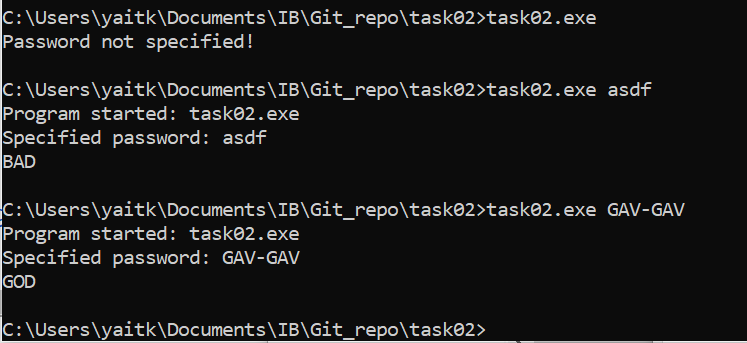 C:\Users\yaitk\Documents\IB\Git_repo\task02>task02.exe
Password not specified!
C:\Users\yaitk\Documents\IB\Git_repo\task02>task02.exe asdf
Program started: task02.exe
Specified password: asdf
BAD
C:\Users\yaitk\Documents\IB\Git_repo\task02>task02.exe GAV-GAV
Program started: task02.exe
Specified password: GAV-GAV
GOD
C:\Users\yaitk\Documents\IB\Git_repo\task02>